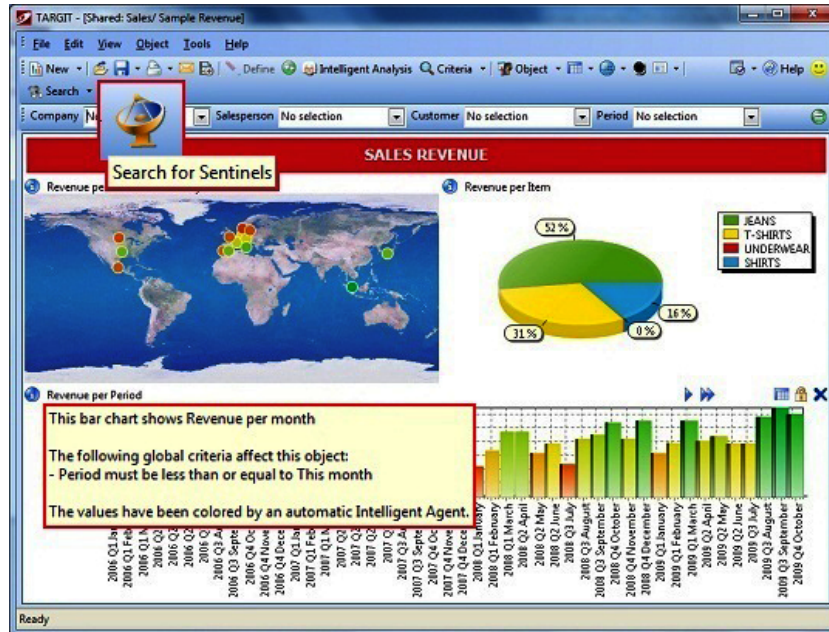 TARGIT - [Shared: Sales/ Sample Revenue]
File Edit View Object Tools Help
New Define Intelligent Analysis Criteria Object Help
Search
Company Salesperson No selection Customer No selection Period No selection
SALES REVENUE
Search for Sentinels
Revenue per
Revenue per Item
52 %
31 %
0 %
16 %
JEANS
T-SHIRTS
UNDERWEAR
SHIRTS
Revenue per Period
This bar chart shows Revenue per month
The following global criteria affect this object:
- Period must be less than or equal to This month
The values have been colored by an automatic Intelligent Agent.
2008 Q1 February
2008 Q1 March
2008 Q2 April
2008 Q2 May
2008 Q2 June
2008 Q3 July
2008 Q3 August
2008 Q3 September
2008 Q4 October
2008 Q4 November
2008 Q4 December
2009 Q1 January
2009 Q1 February
2009 Q1 March
2009 Q2 April
2009 Q2 May
2009 Q2 June
2009 Q3 July
2009 Q3 August
2009 Q3 September
2009 Q4 October
Ready